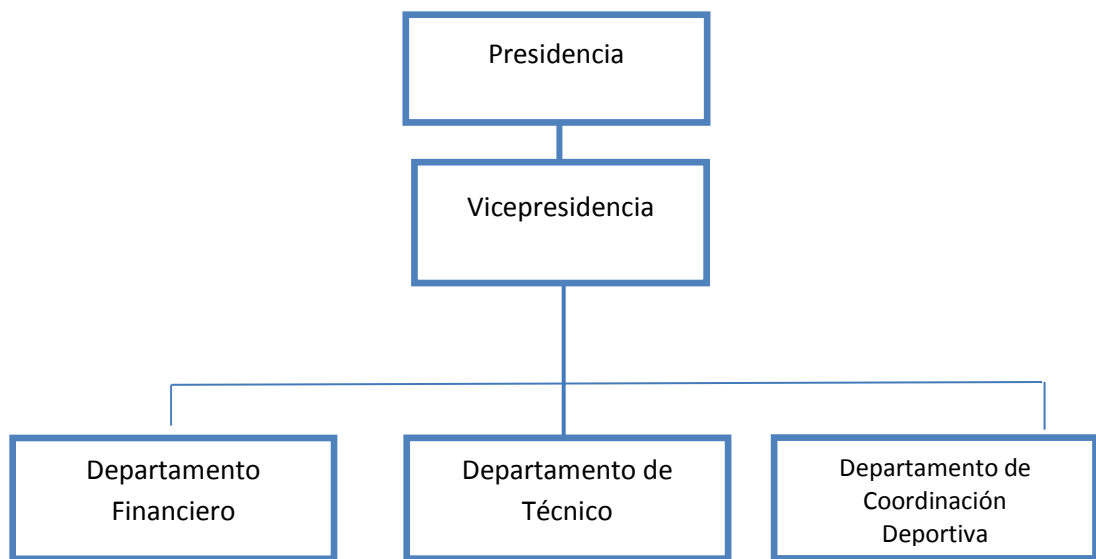 Presidencia
Vicepresidencia
Departamento
Financiero
Departamento de
Técnico
Departamento de
Coordinación
Deportiva